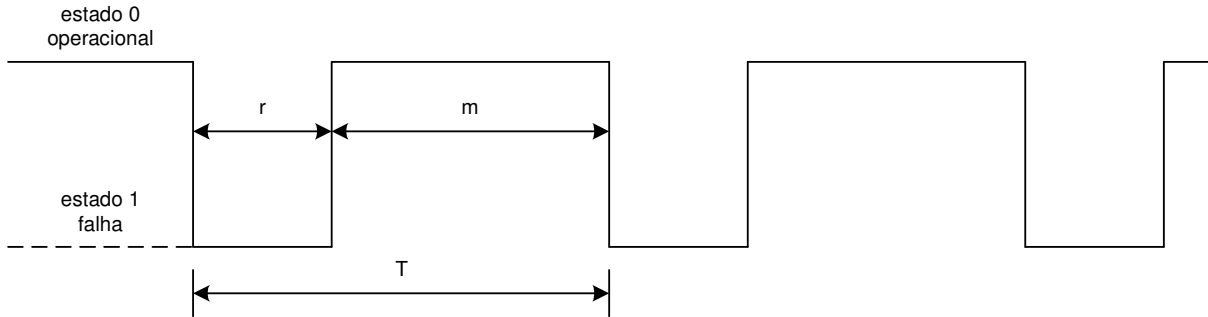 estado 0
operacional
r
m
estado 1
falha
T